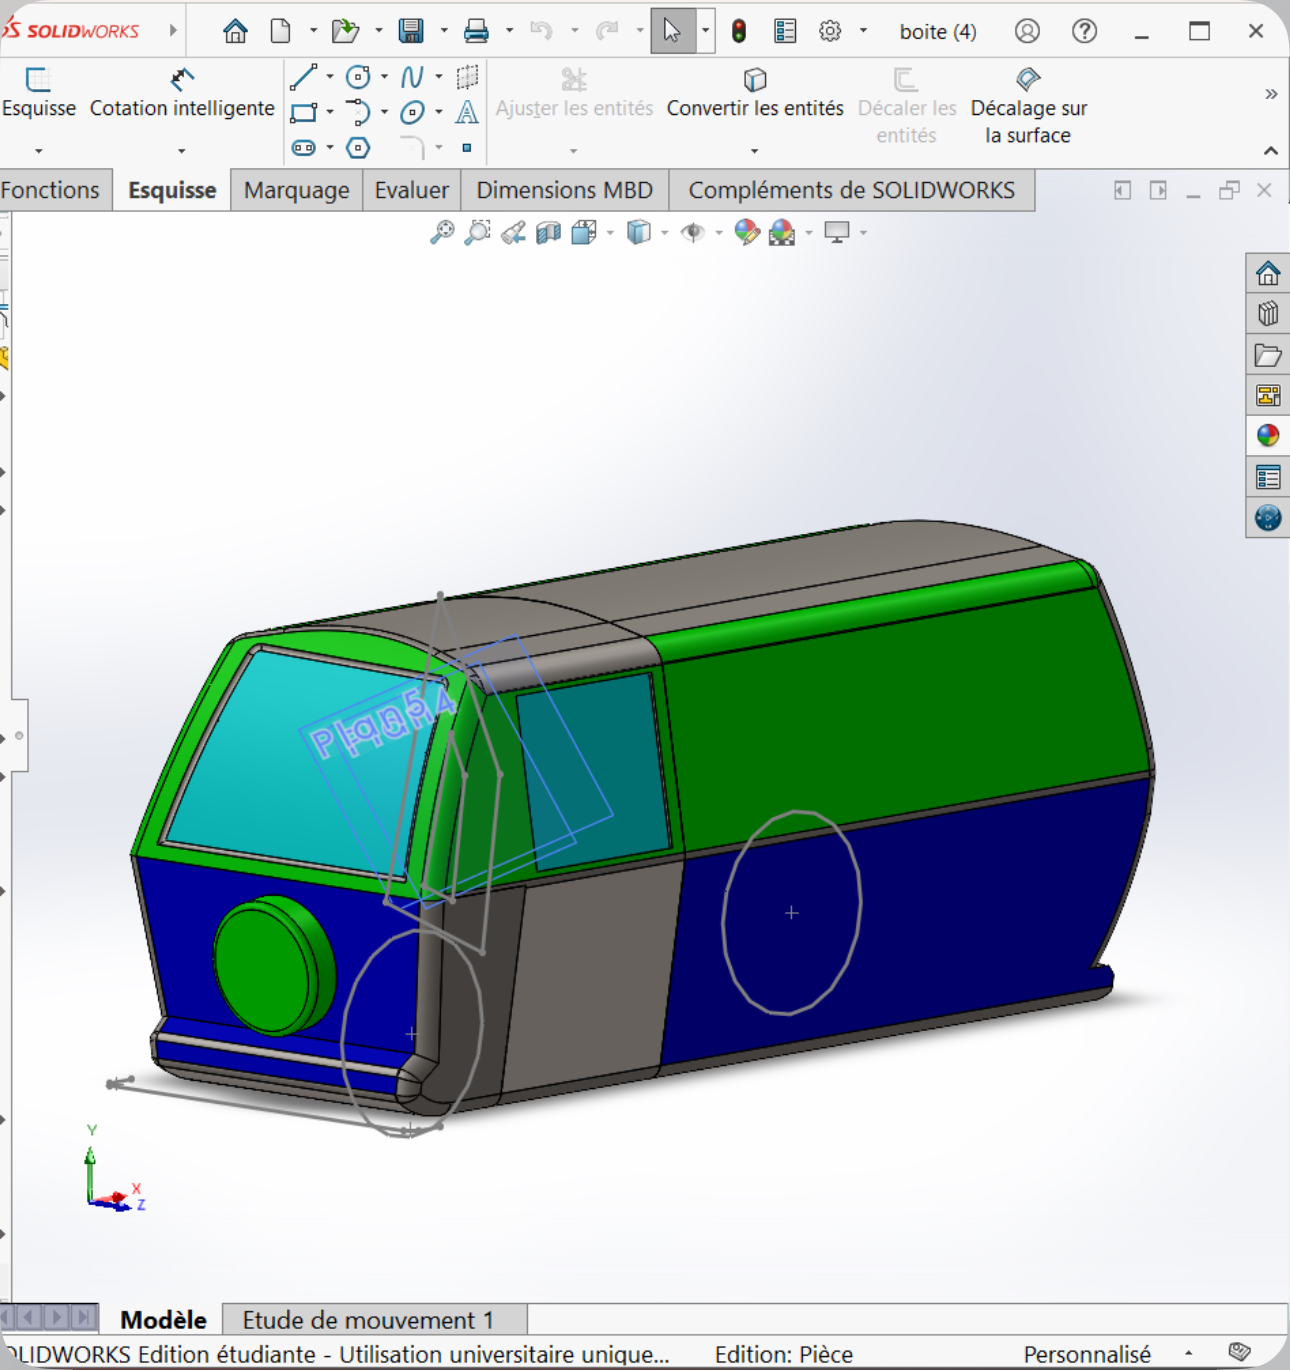 SOLIDWORKS
boite (4)
Esquisse
Cotation intelligente
Ajuster les entités
Convertir les entités
Décaler les
entités
Décalage sur
la surface
Fonctions
Esquisse
Marquage
Evaluer
Dimensions MBD
Compléments de SOLIDWORKS
Plan5
Y
X
Z
Modèle
Etude de mouvement 1
OLIDWORKS Edition étudiante - Utilisation universitaire unique...
Edition: Pièce
Personnalisé